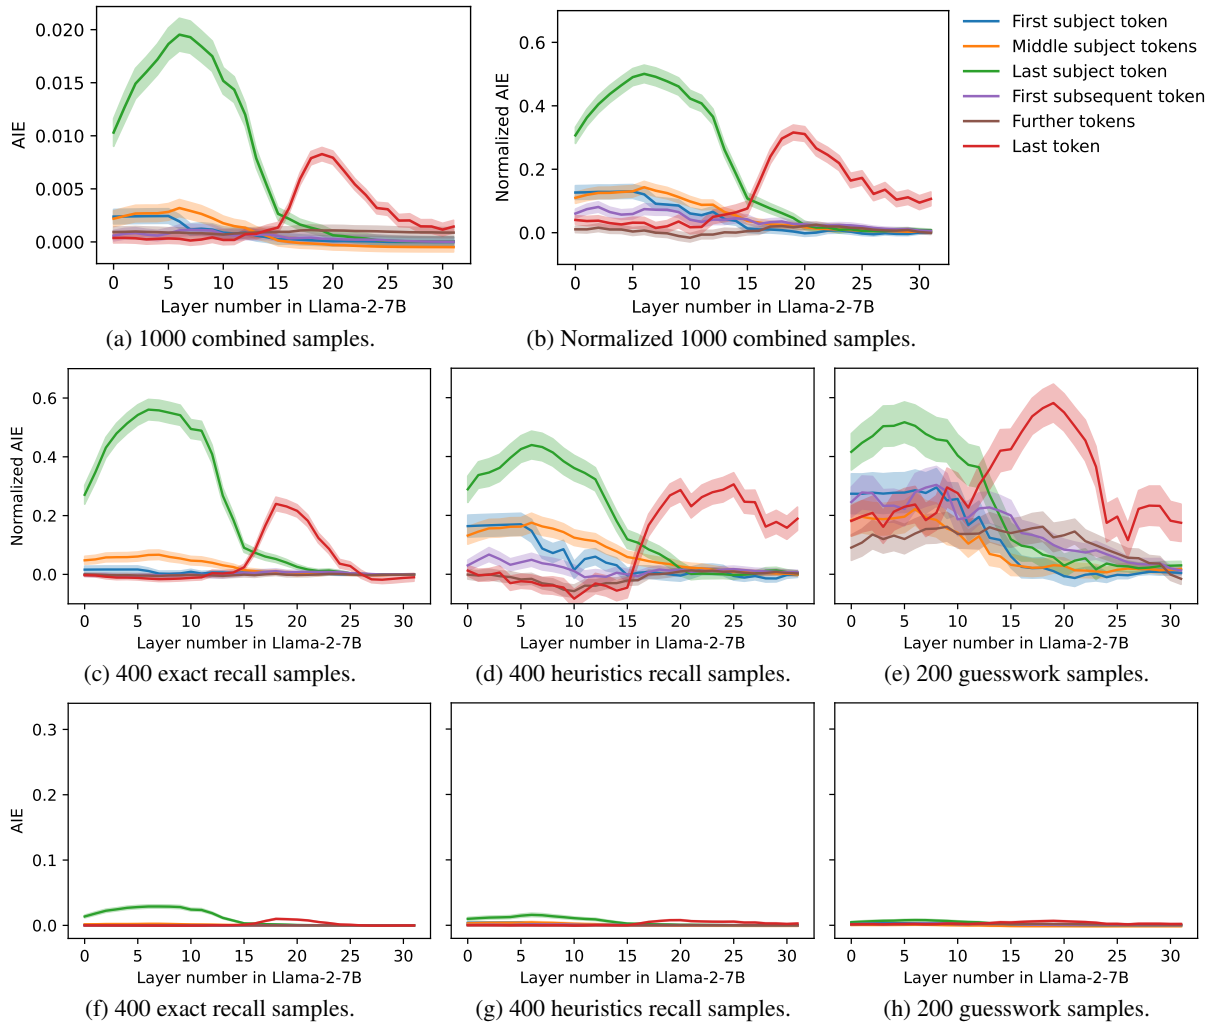 0.020
0.015
0.010
0.005
0.000
AIE
0 5 10 15 20 25 30
Layer number in Llama-2-7B
(a) 1000 combined samples.
0.6
0.4
0.2
0.0
Normalized AIE
0 5 10 15 20 25 30
Layer number in Llama-2-7B
(b) Normalized 1000 combined samples.
First subject token
Middle subject tokens
Last subject token
First subsequent token
Further tokens
Last token
0.6
0.4
0.2
0.0
Normalized AIE
0 5 10 15 20 25 30
Layer number in Llama-2-7B
(c) 400 exact recall samples.
0 5 10 15 20 25 30
Layer number in Llama-2-7B
(d) 400 heuristics recall samples.
0 5 10 15 20 25 30
Layer number in Llama-2-7B
(e) 200 guesswork samples.
0.3
0.2
0.1
0.0
AIE
0 5 10 15 20 25 30
Layer number in Llama-2-7B
(f) 400 exact recall samples.
0 5 10 15 20 25 30
Layer number in Llama-2-7B
(g) 400 heuristics recall samples.
0 5 10 15 20 25 30
Layer number in Llama-2-7B
(h) 200 guesswork samples.